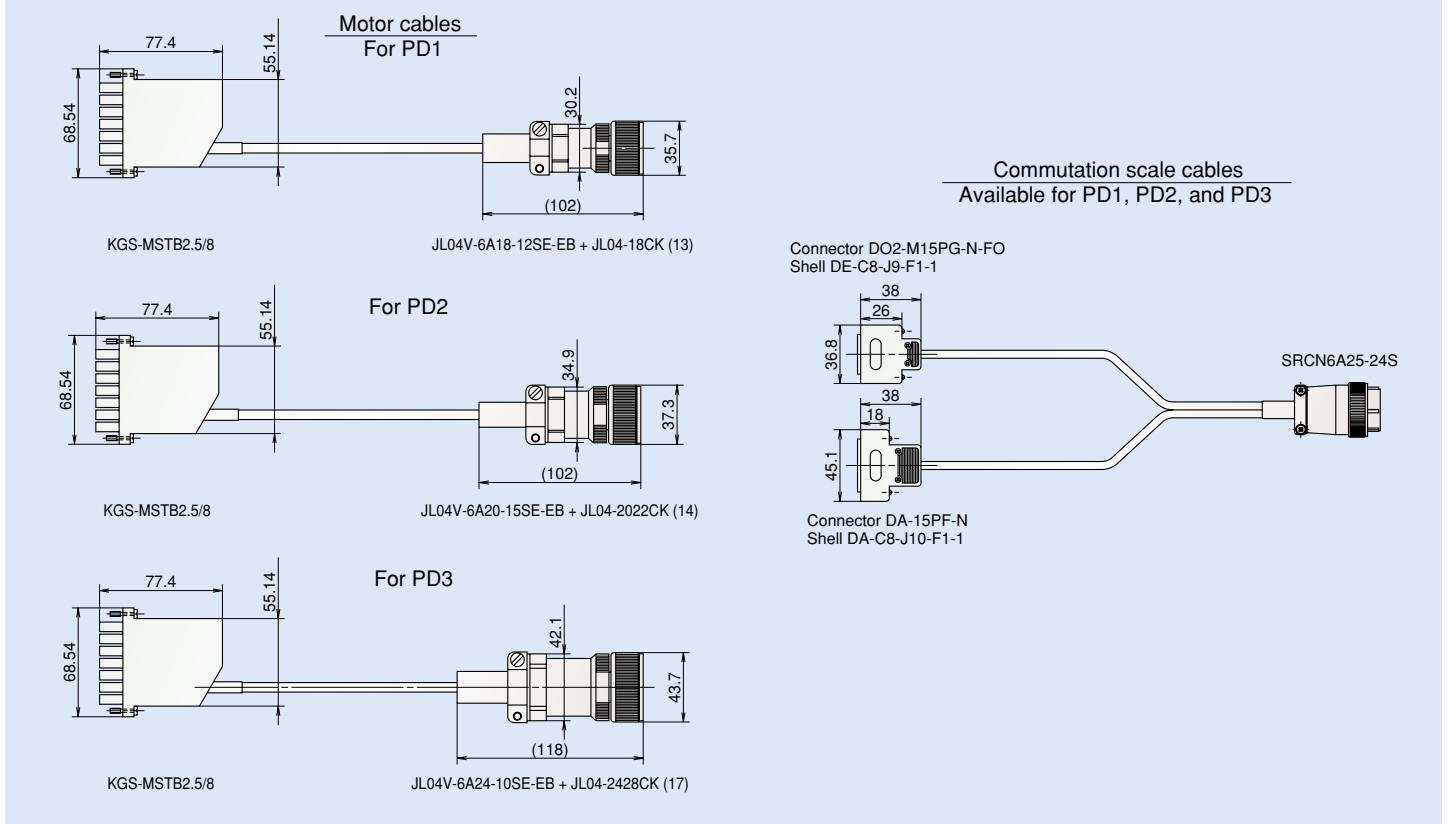 Motor cables
For PD1
77.4
55.14
68.54
30.2
35.7
(102)
KGS-MSTB2.5/8
JL04V-6A18-12SE-EB + JL04-18CK (13)
For PD2
77.4
55.14
68.54
34.9
37.3
(102)
KGS-MSTB2.5/8
JL04V-6A20-15SE-EB + JL04-2022CK (14)
For PD3
77.4
55.14
68.54
42.1
43.7
(118)
KGS-MSTB2.5/8
JL04V-6A24-10SE-EB + JL04-2428CK (17)
Commutation scale cables
Available for PD1, PD2, and PD3
Connector DO2-M15PG-N-FO
Shell DE-C8-J9-F1-1
38
26
36.8
38
18
45.1
SRCN6A25-24S
Connector DA-15PF-N
Shell DA-C8-J10-F1-1